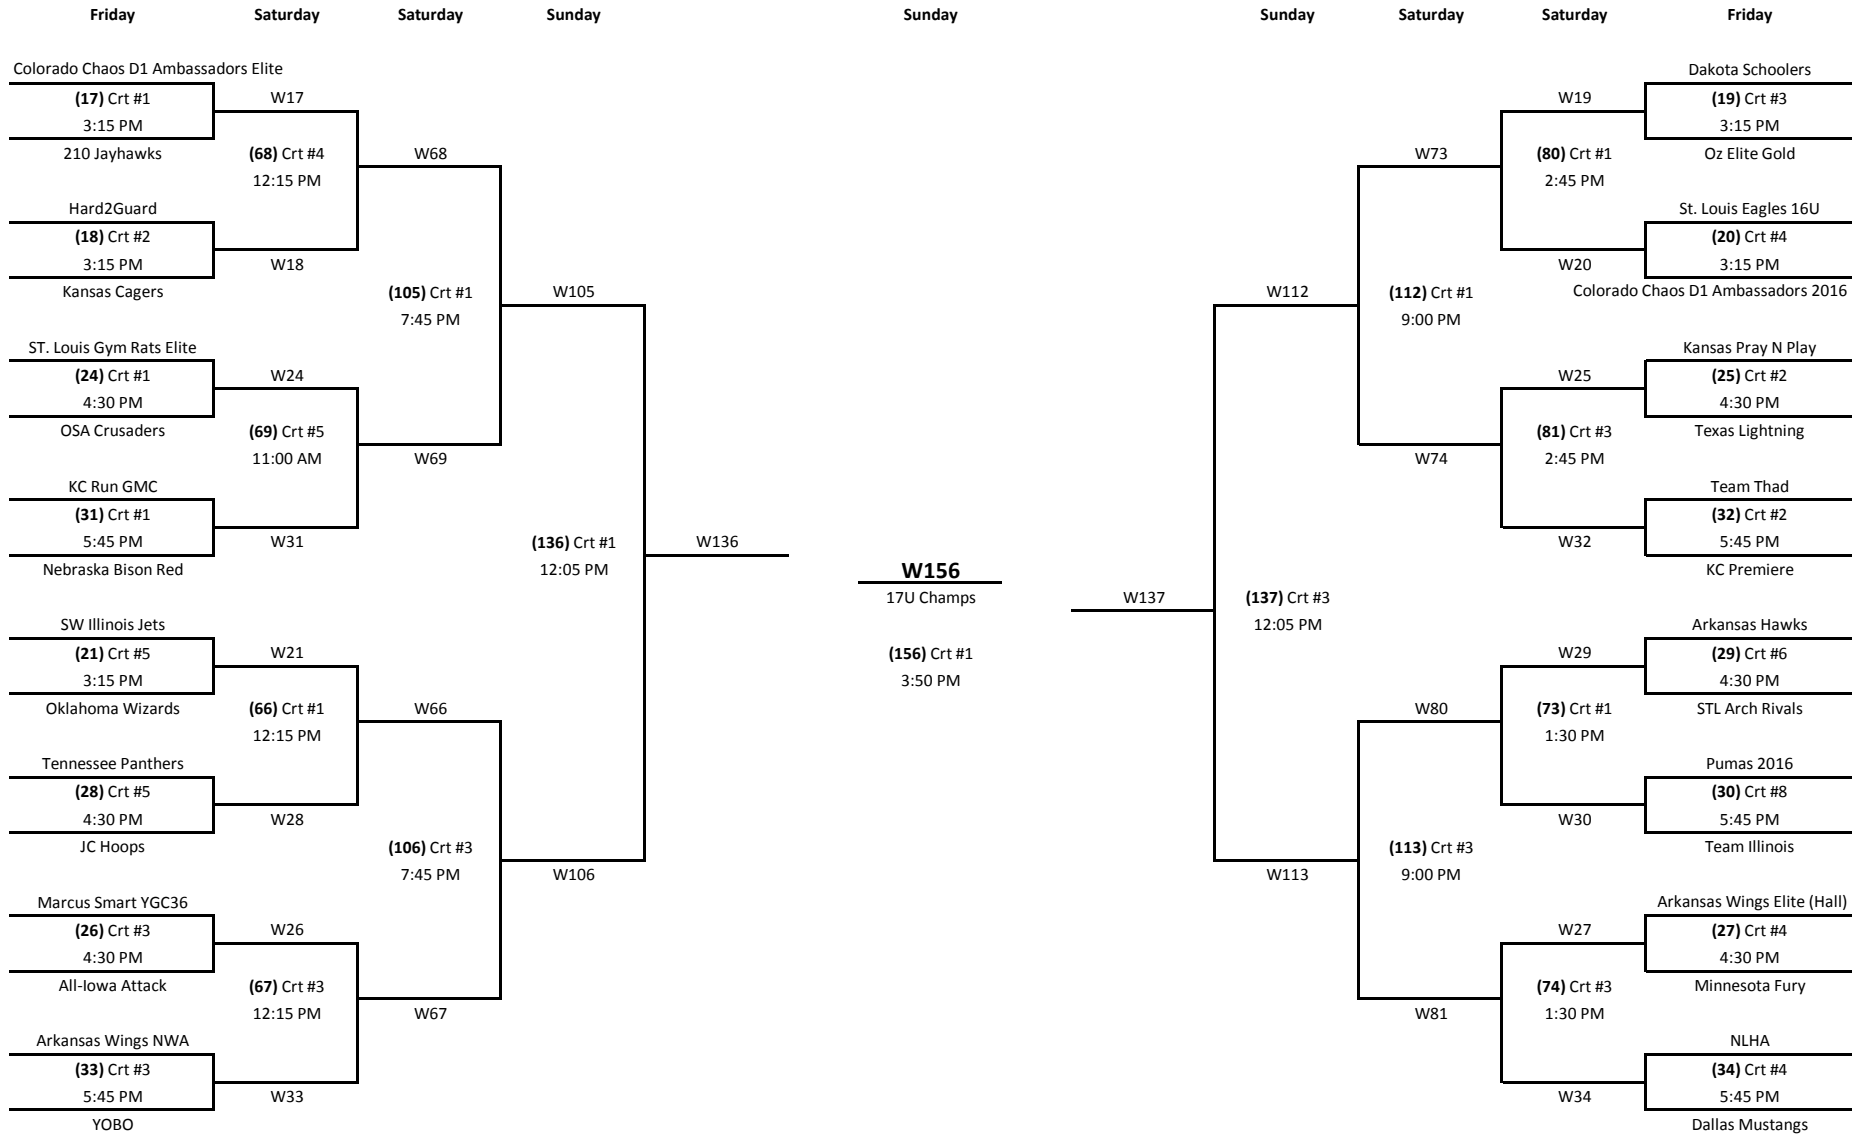 Friday Saturday Saturday Sunday Sunday Sunday Saturday Saturday Friday
Colorado Chaos D1 Ambassadors Elite
(17) Crt #1
3:15 PM
210 Jayhawks
W17
(68) Crt #4
12:15 PM
Hard2Guard
(18) Crt #2
3:15 PM
Kansas Cagers
W18
W68
(105) Crt #1
7:45 PM
ST. Louis Gym Rats Elite
(24) Crt #1
4:30 PM
OSA Crusaders
W24
(69) Crt #5
11:00 AM
KC Run GMC
(31) Crt #1
5:45 PM
Nebraska Bison Red
W31
W69
W105
(136) Crt #1
12:05 PM
W136
SW Illinois Jets
(21) Crt #5
3:15 PM
Oklahoma Wizards
W21
(66) Crt #1
12:15 PM
Tennessee Panthers
(28) Crt #5
4:30 PM
JC Hoops
W28
W66
(106) Crt #3
7:45 PM
W106
Marcus Smart YGC36
(26) Crt #3
4:30 PM
All-Iowa Attack
W26
(67) Crt #3
12:15 PM
W67
Arkansas Wings NWA
(33) Crt #3
5:45 PM
YOBO
W33
W156
17U Champs
(156) Crt #1
3:50 PM
Dakota Schoolers
(19) Crt #3
3:15 PM
Oz Elite Gold
W19
(80) Crt #1
2:45 PM
St. Louis Eagles 16U
(20) Crt #4
3:15 PM
Colorado Chaos D1 Ambassadors 2016
W20
W73
(112) Crt #1
9:00 PM
W112
Kansas Pray N Play
(25) Crt #2
4:30 PM
Texas Lightning
W25
(81) Crt #3
2:45 PM
Team Thad
(32) Crt #2
5:45 PM
KC Premiere
W32
W74
W137
(137) Crt #3
12:05 PM
Arkansas Hawks
(29) Crt #6
4:30 PM
STL Arch Rivals
W29
(73) Crt #1
1:30 PM
Pumas 2016
(30) Crt #8
5:45 PM
Team Illinois
W30
W80
(113) Crt #3
9:00 PM
W113
Arkansas Wings Elite (Hall)
(27) Crt #4
4:30 PM
Minnesota Fury
W27
(74) Crt #3
1:30 PM
W81
NLHA
(34) Crt #4
5:45 PM
Dallas Mustangs
W34